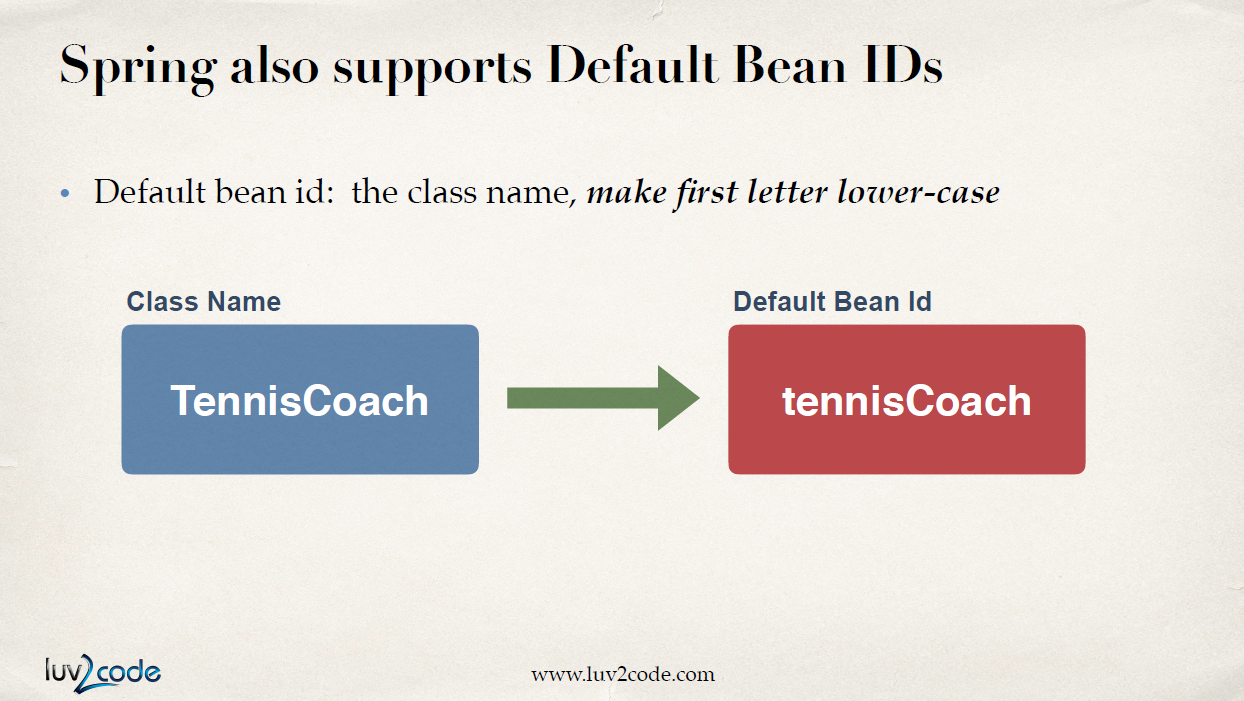 Spring also supports Default Bean IDs
• Default bean id: the class name, make first letter lower-case
Class Name
Default Bean Id
TennisCoach
tennisCoach
luv2code
www.luv2code.com